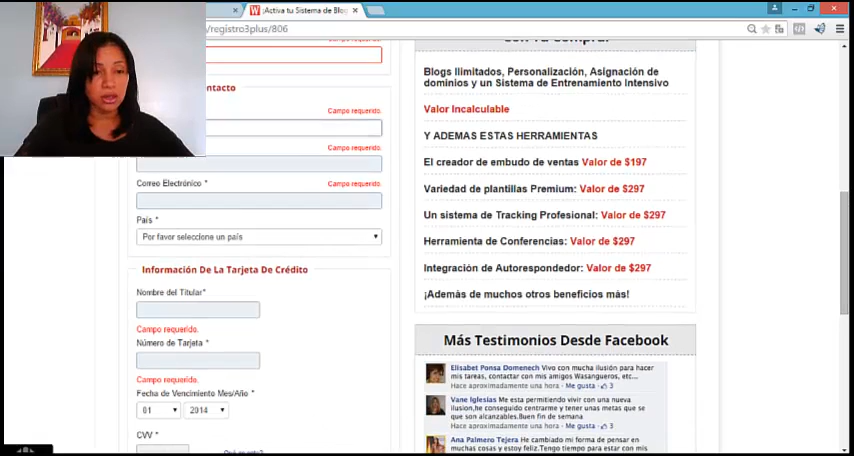 ¡Activa tu Sistema de Blog
/registro3plus/806
Con Tu Compra:
ontacto
Campo requerido.
Campo requerido.
Correo Electrónico *
Campo requerido.
País *
Por favor seleccione un país
Información De La Tarjeta De Crédito
Nombre del Titular*
Campo requerido.
Número de Tarjeta *
Campo requerido.
Fecha de Vencimiento Mes/Año *
01
2014
CVV *
Blogs Ilimitados, Personalización, Asignación de
dominios y un Sistema de Entrenamiento Intensivo
Valor Incalculable
Y ADEMAS ESTAS HERRAMIENTAS
El creador de embudo de ventas Valor de $197
Variedad de plantillas Premium: Valor de $297
Un sistema de Tracking Profesional: Valor de $297
Herramienta de Conferencias: Valor de $297
Integración de Autorespondedor: Valor de $297
¡Además de muchos otros beneficios más!
Más Testimonios Desde Facebook
Elisabet Ponsa Domenech Vivo con mucha ilusión para hacer
mis tareas, contactar con mis amigos Wasangueros, etc...
Hace aproximadamente una hora · Me gusta · 3
Vane Iglesias Me esta permitiendo vivir con una nueva
ilusion,he conseguido centrarme y tener unas metas que se
que son alcanzables.Buen fin de semana
Hace aproximadamente una hora · Me gusta · 3
Ana Palmero Tejera He cambiado mi forma de pensar en
muchas cosas y estoy feliz.Tengo tiempo para estar con mis